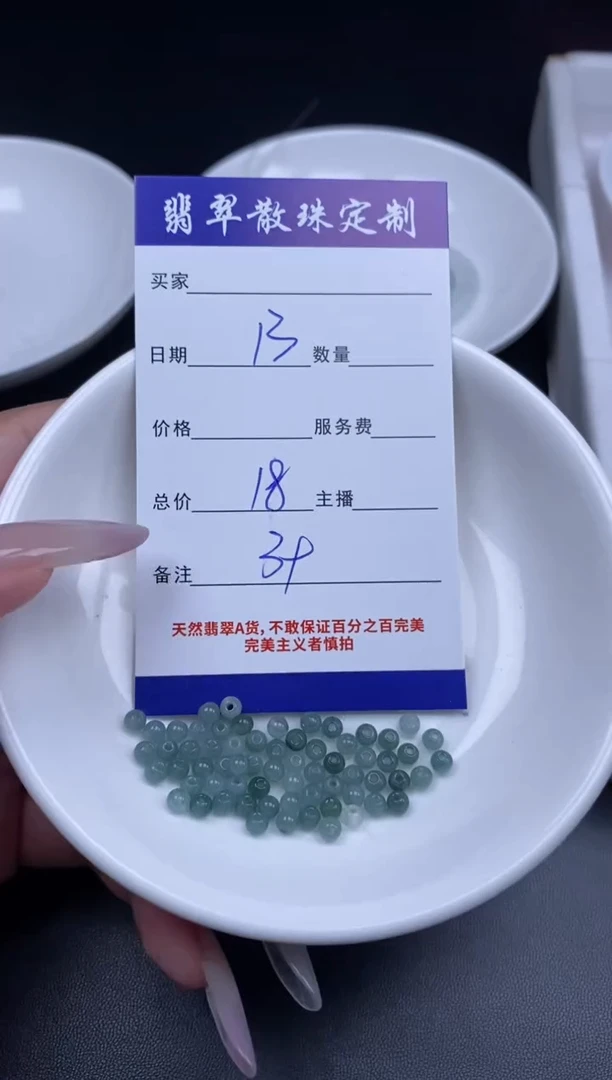 翡翠散珠定制
买家
日期 13 数量
价格 服务费
总价 18 主播
备注
天然翡翠A货,不敢保证百分之百完美
完美主义者慎拍